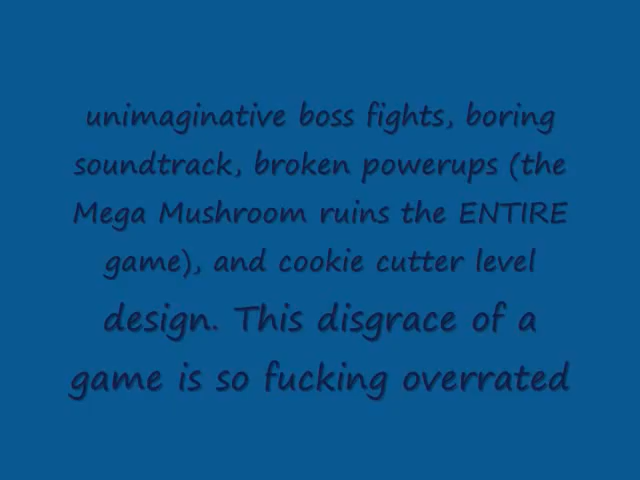 unimaginative boss fights, boring
soundtrack, broken powerups (the
Mega Mushroom ruins the ENTIRE
game), and cookie cutter level
design. This disgrace of a
game is so fucking overrated